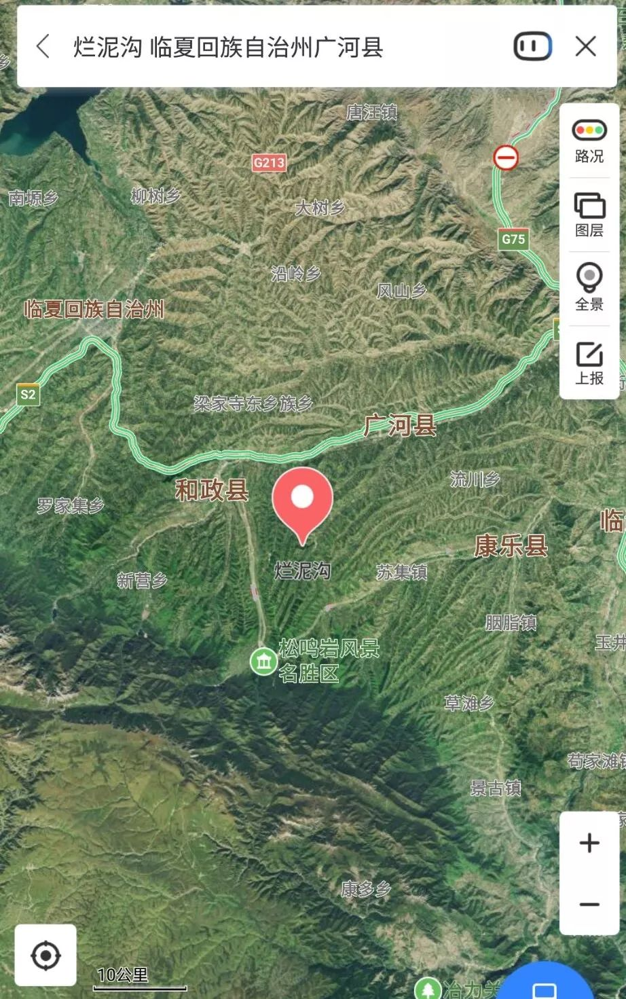 烂泥沟 临夏回族自治州广河县
唐汪镇
路况
G213
南塬乡
柳树乡
大树乡
图层
G75
沿岭乡
风山乡
全景
临夏回族自治州
上报
S2
梁家寺东乡族乡
广河县
流川乡
和政县
罗家集乡
临
康乐县
烂泥沟
苏集镇
新营乡
胭脂镇
玉井
松鸣岩风景
名胜区
草滩乡
苟家滩镇
景古镇
康多乡
10公里
冶力关